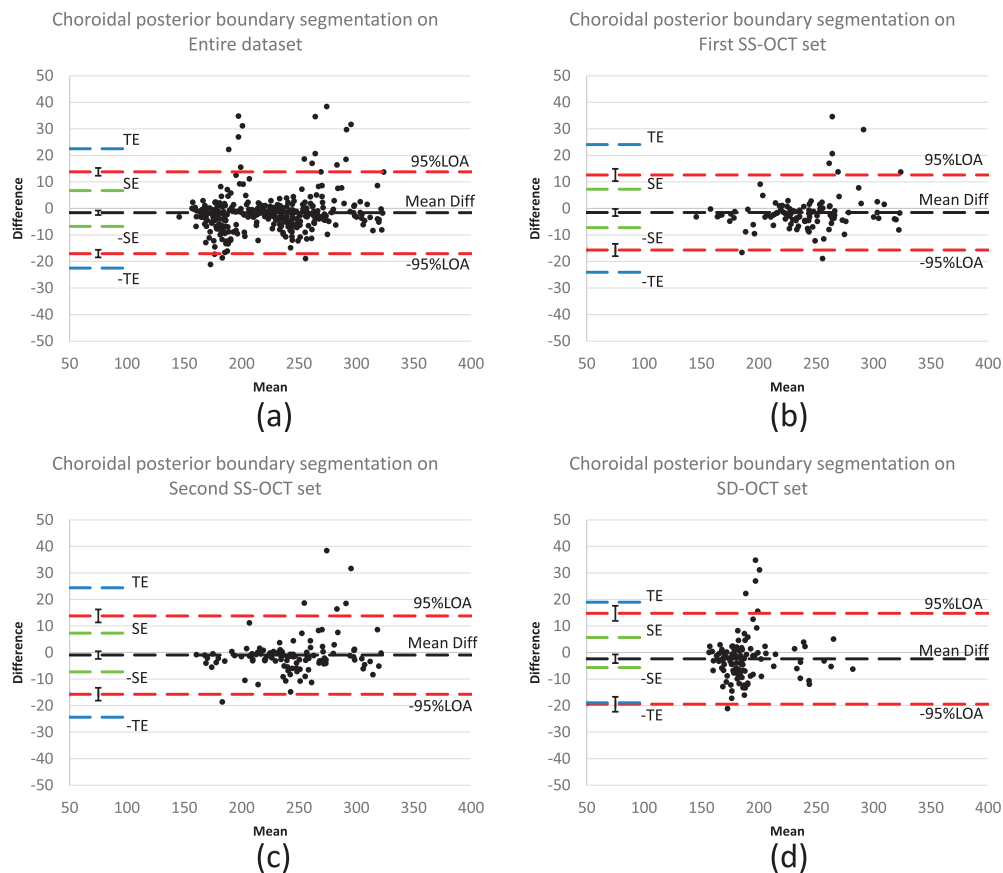 Choroidal posterior boundary segmentation on
Entire dataset
50
40
30
20
10
0
-10
-20
-30
-40
-50
Difference
TE
SE
-SE
-TE
95%LOA
Mean Diff
-95%LOA
50 100 150 200 250 300 350 400
Mean
(a)
Choroidal posterior boundary segmentation on
First SS-OCT set
50
40
30
20
10
0
-10
-20
-30
-40
-50
Difference
TE
SE
-SE
-TE
95%LOA
Mean Diff
-95%LOA
50 100 150 200 250 300 350 400
Mean
(b)
Choroidal posterior boundary segmentation on
Second SS-OCT set
50
40
30
20
10
0
-10
-20
-30
-40
-50
Difference
TE
SE
-SE
-TE
95%LOA
Mean Diff
-95%LOA
50 100 150 200 250 300 350 400
Mean
(c)
Choroidal posterior boundary segmentation on
SD-OCT set
50
40
30
20
10
0
-10
-20
-30
-40
-50
Difference
TE
SE
-SE
-TE
95%LOA
Mean Diff
-95%LOA
50 100 150 200 250 300 350 400
Mean
(d)